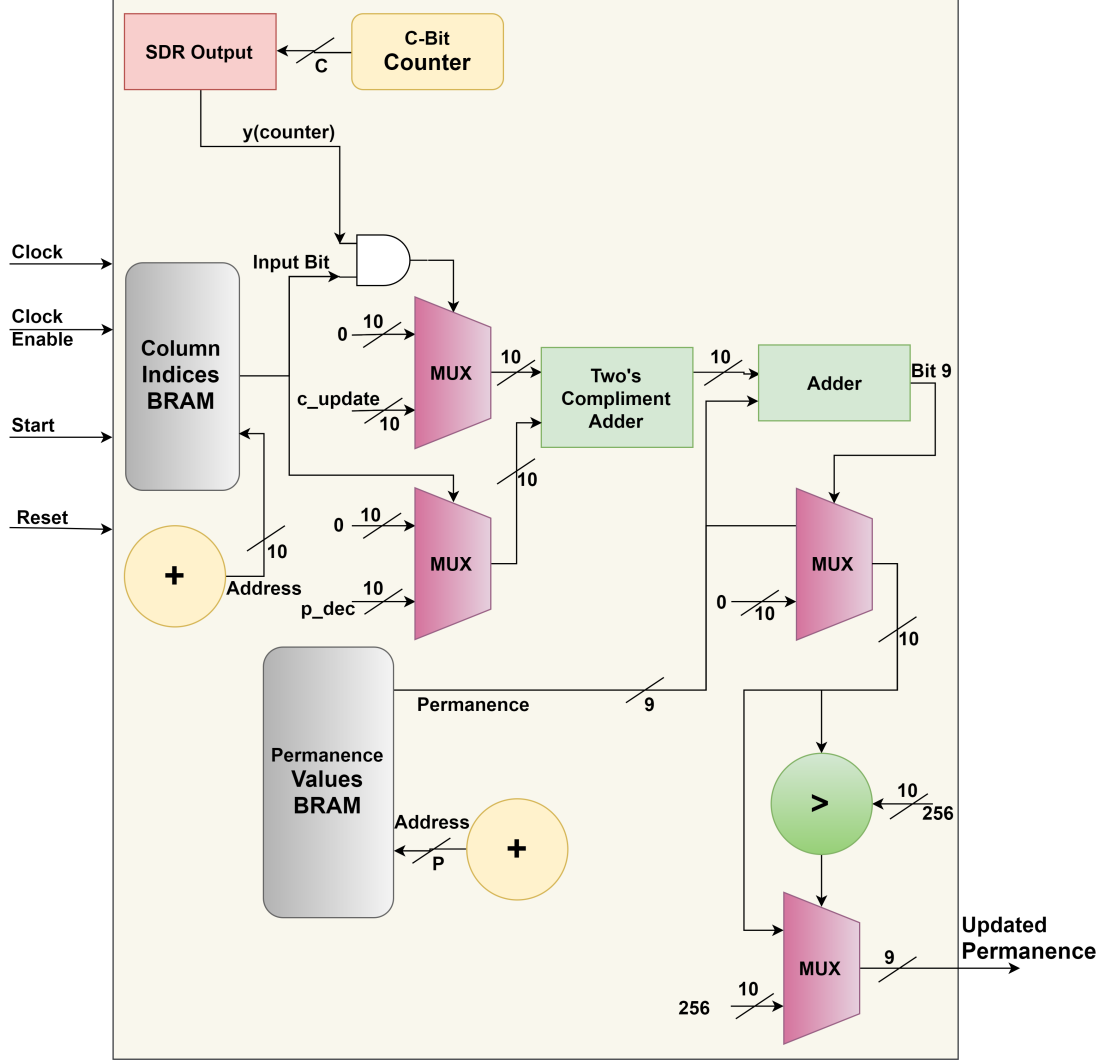 SDR Output
C-Bit
Counter
C
y(counter)
Clock
Clock
Enable
Start
Reset
Input Bit
Column
Indices
BRAM
0
10
MUX
c_update
10
10
Two's
Compliment
Adder
10
Adder
Bit 9
10
0
10
MUX
p_dec
10
+
10
Address
MUX
0
10
10
Permanence
9
Permanence
Values
BRAM
Address
P
+
>
10
256
MUX
256
10
9
Updated
Permanence